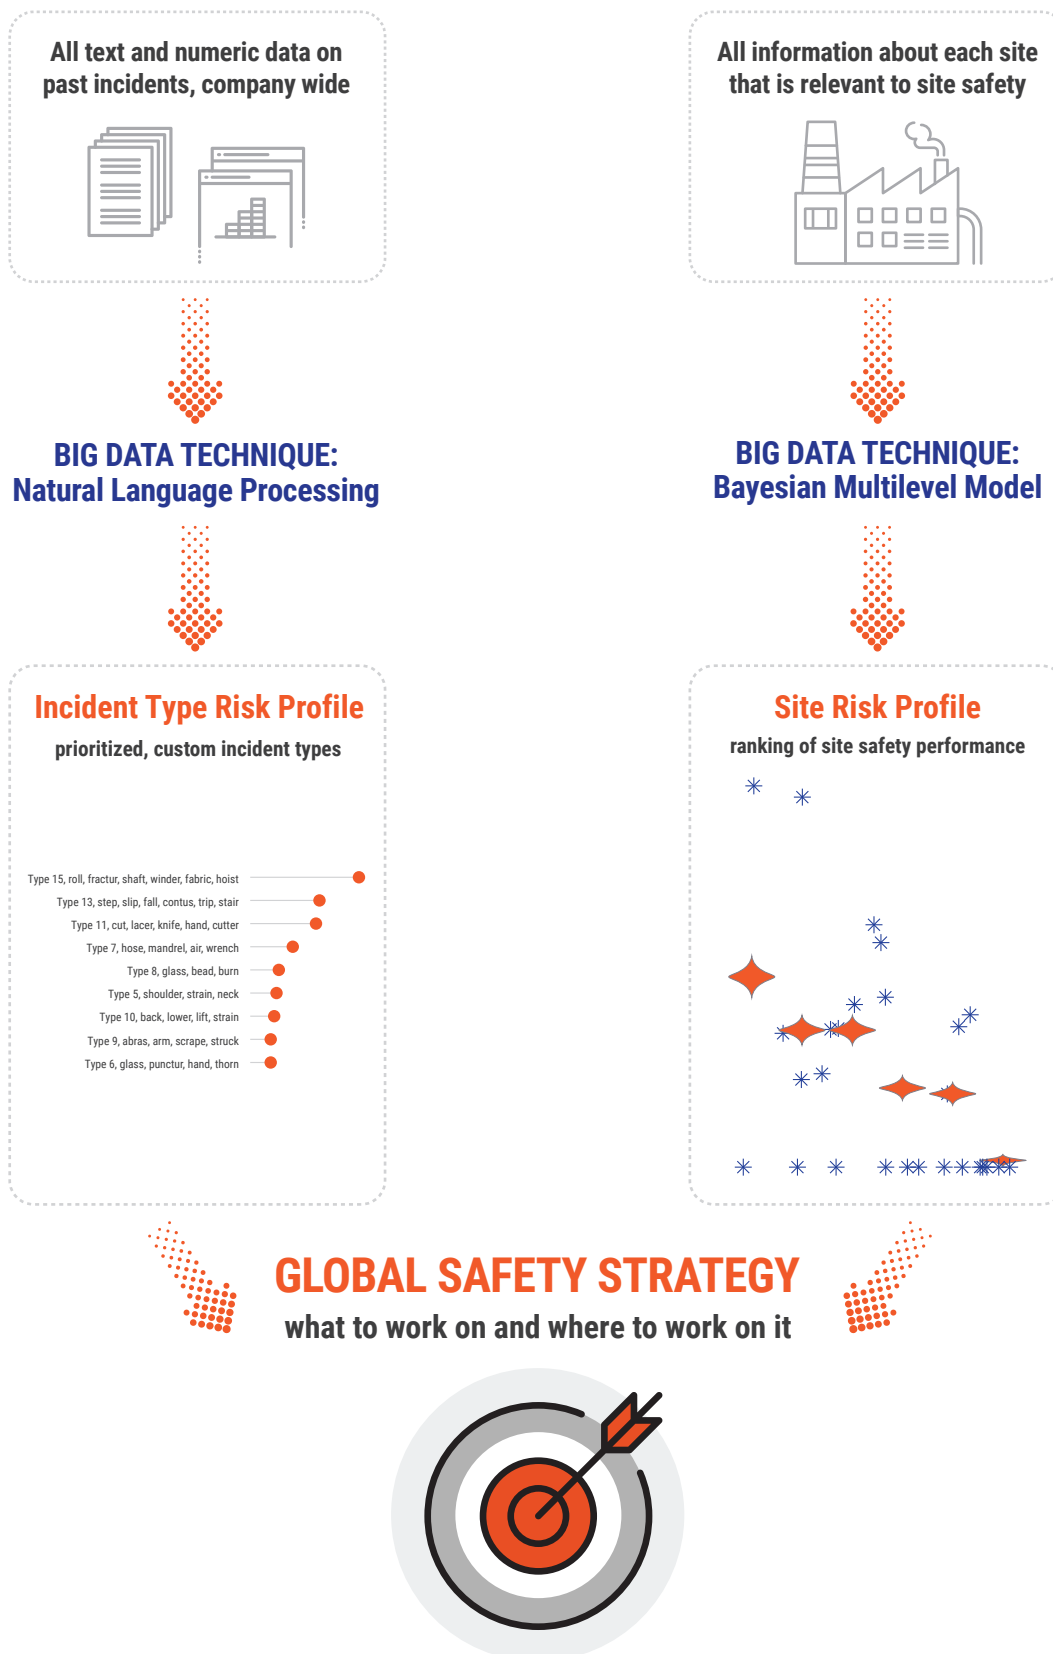 All text and numeric data on
past incidents, company wide
All information about each site
that is relevant to site safety
BIG DATA TECHNIQUE:
Natural Language Processing
BIG DATA TECHNIQUE:
Bayesian Multilevel Model
Incident Type Risk Profile
prioritized, custom incident types
Type 15, roll, fractur, shaft, winder, fabric, hoist
Type 13, step, slip, fall, contus, trip, stair
Type 11, cut, lacer, knife, hand, cutter
Type 7, hose, mandrel, air, wrench
Type 8, glass, bead, burn
Type 5, shoulder, strain, neck
Type 10, back, lower, lift, strain
Type 9, abras, arm, scrape, struck
Type 6, glass, punctur, hand, thorn
Site Risk Profile
ranking of site safety performance
GLOBAL SAFETY STRATEGY
what to work on and where to work on it